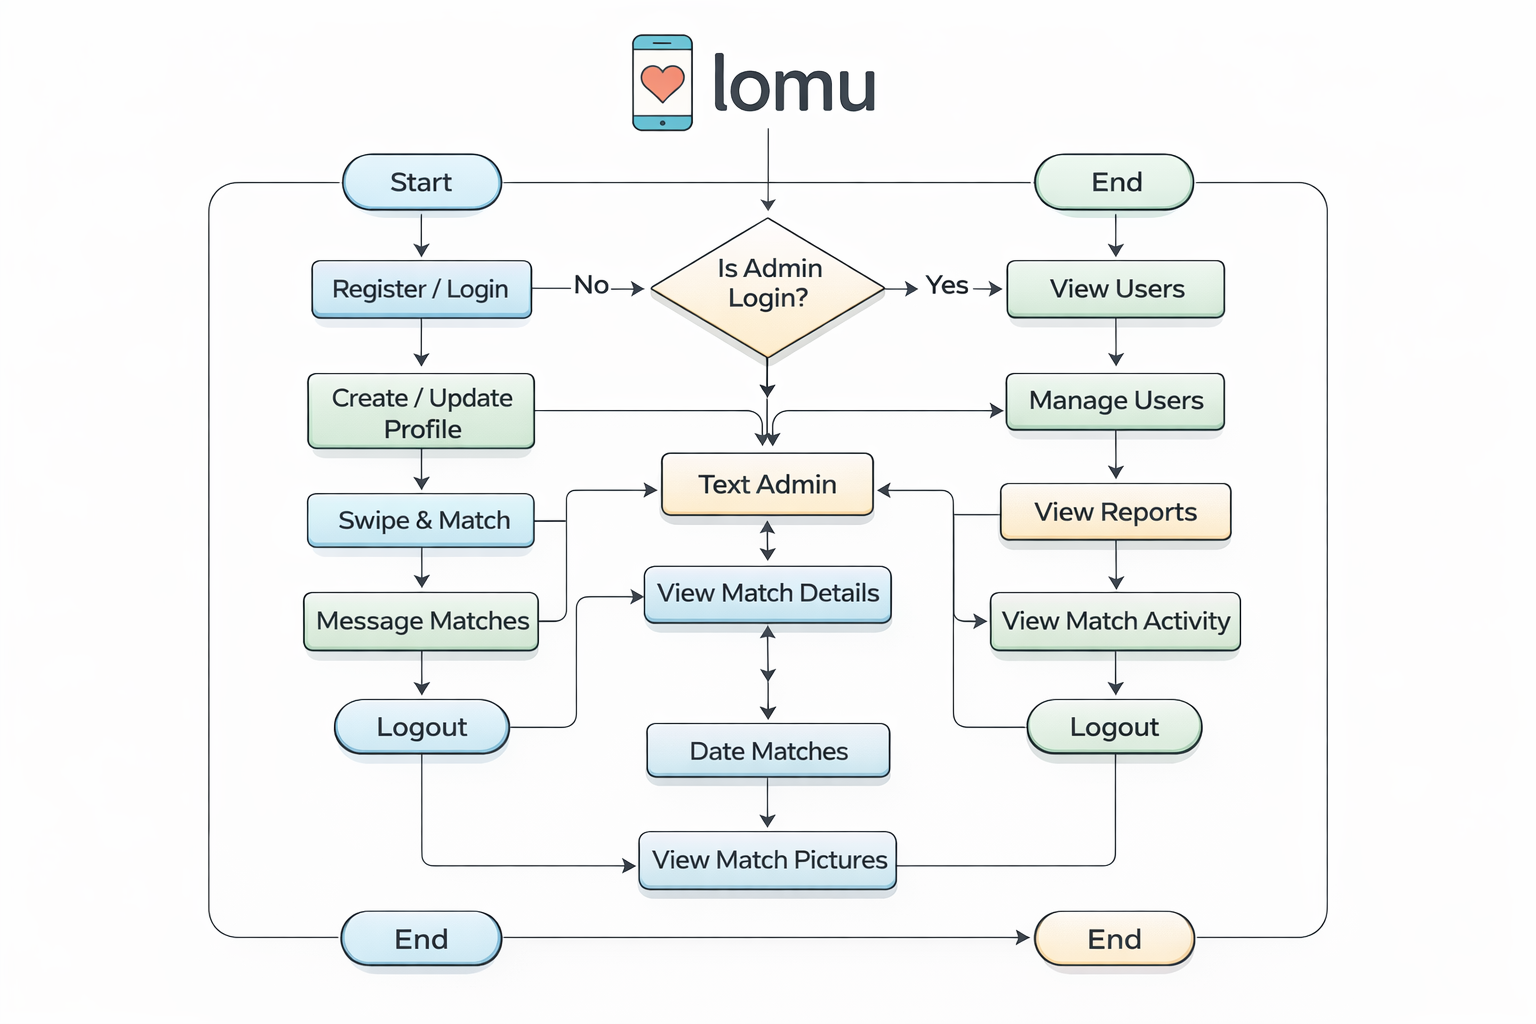 lomu
Start
End
Register / Login
No
Is Admin
Login?
Yes
View Users
Create / Update
Profile
Manage Users
Text Admin
Swipe & Match
View Reports
View Match Details
Message Matches
View Match Activity
Logout
Date Matches
Logout
View Match Pictures
End
End